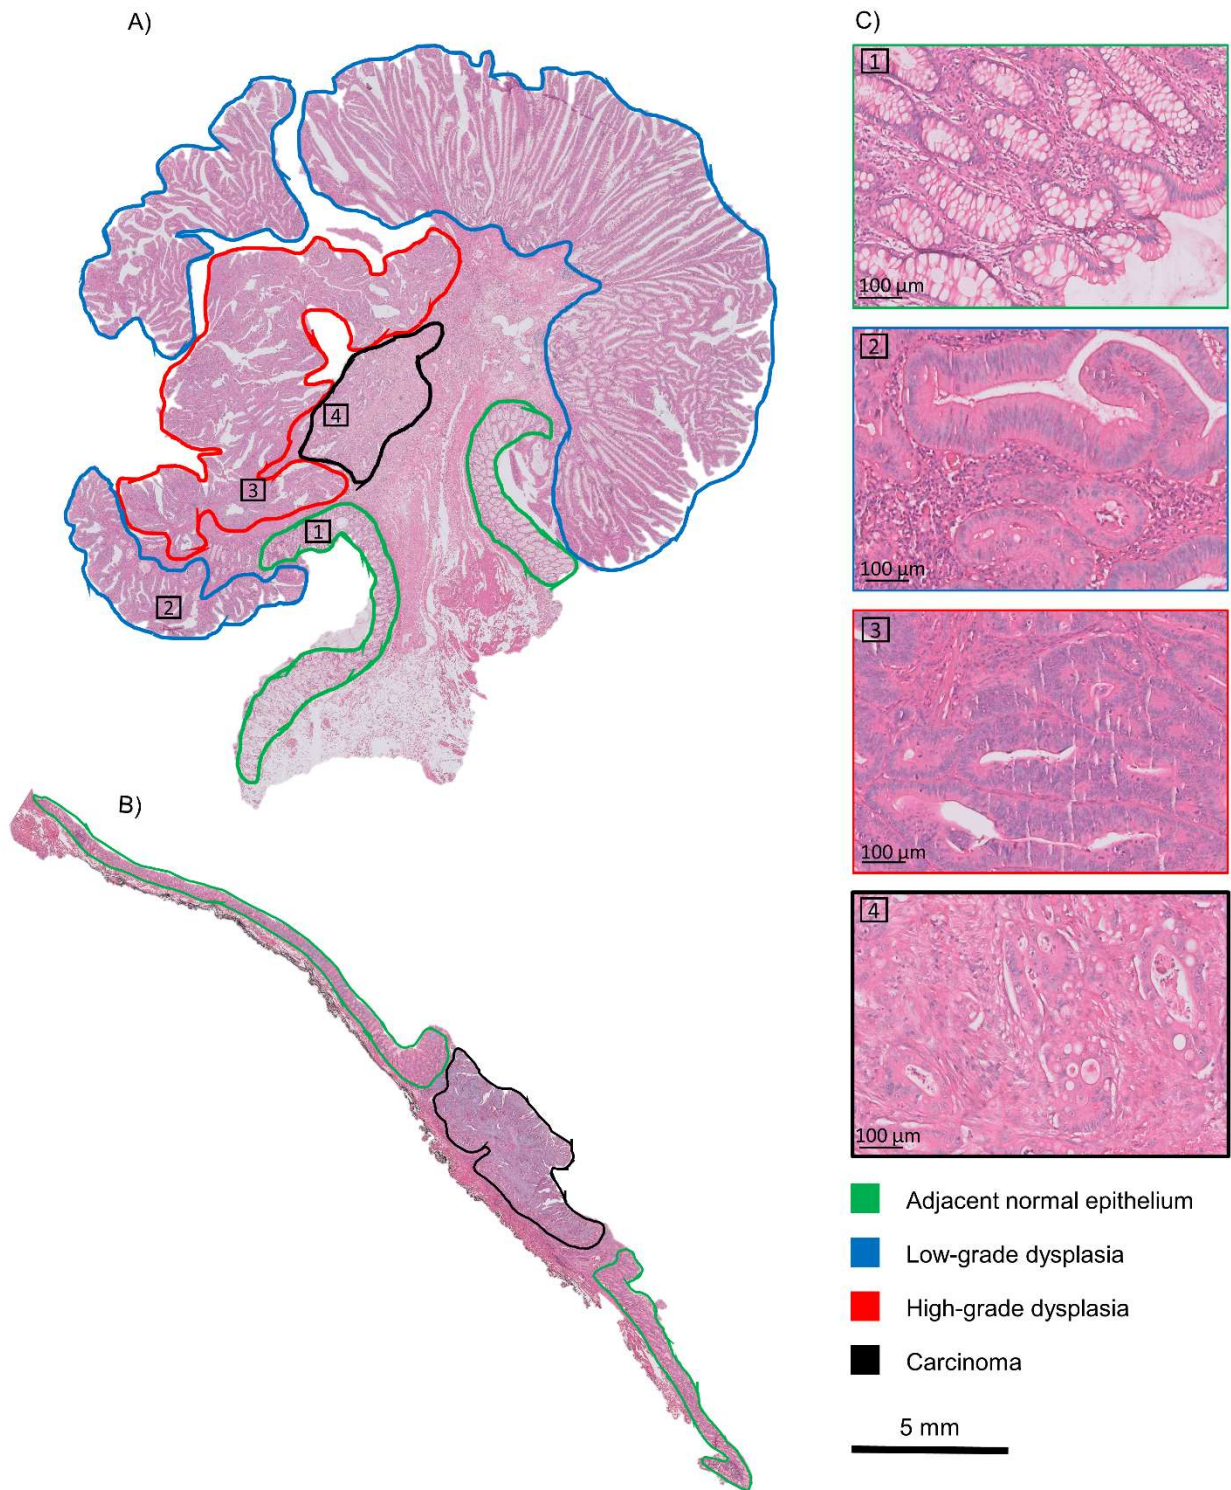 A)
4
3
1
2
B)
C)
1
100 µm
2
100 µm
3
100 µm
4
100 µm
Adjacent normal epithelium
Low-grade dysplasia
High-grade dysplasia
Carcinoma
5 mm